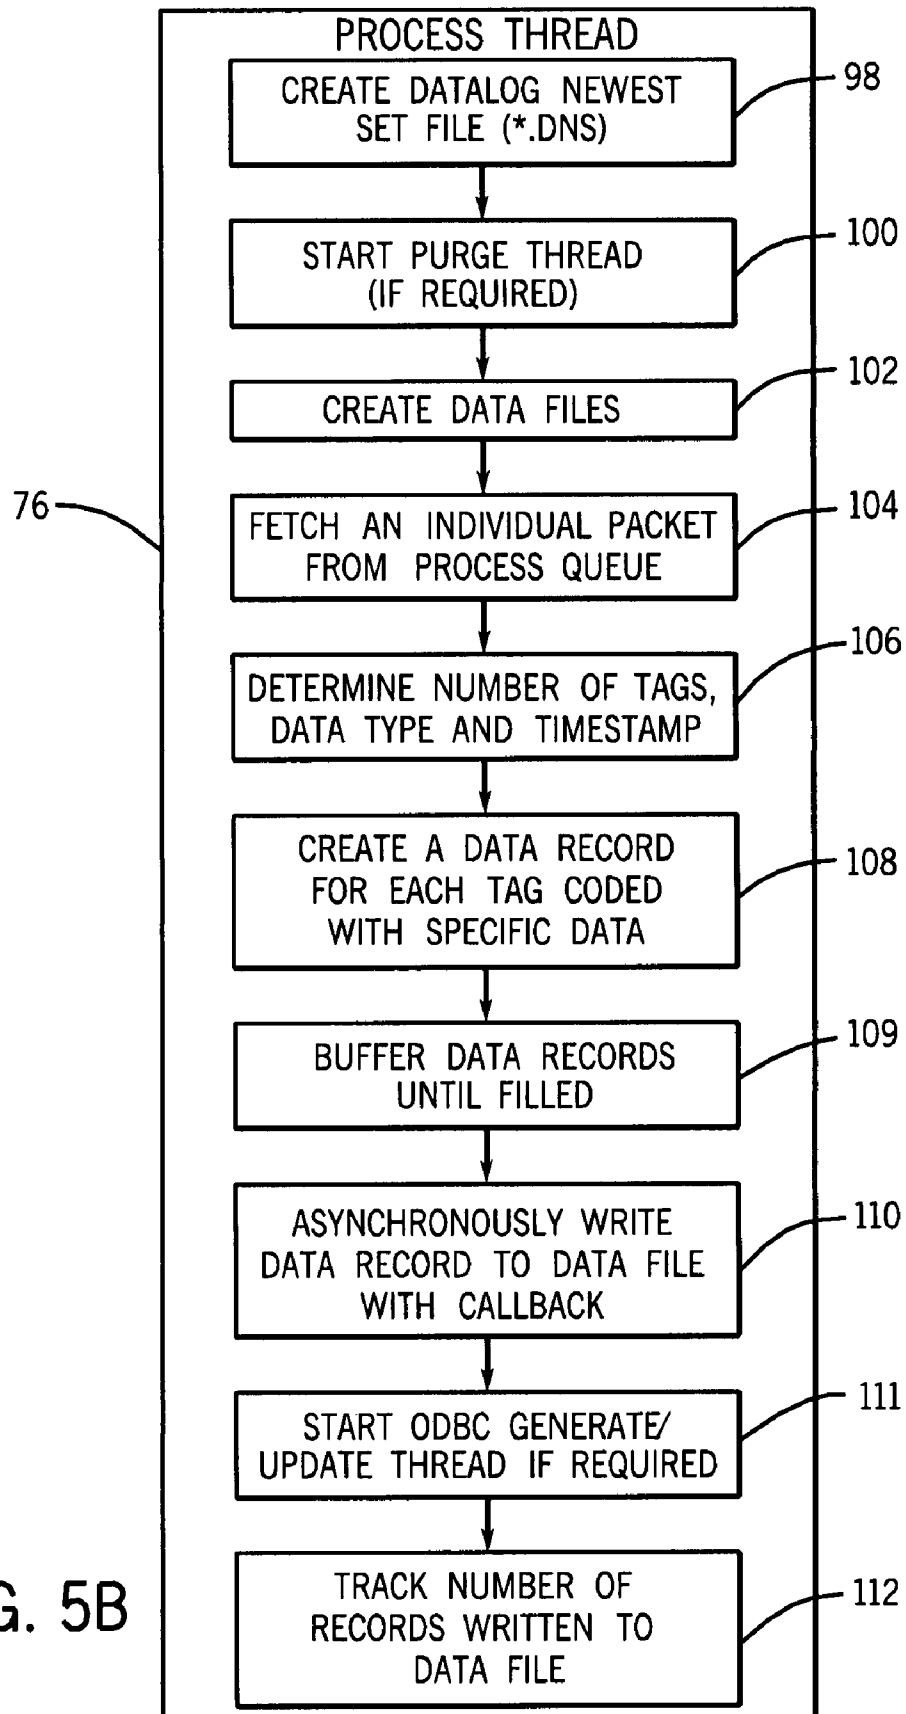 PROCESS THREAD
CREATE DATALOG NEWEST
SET FILE (*.DNS)
98
START PURGE THREAD
(IF REQUIRED)
100
CREATE DATA FILES
102
76
FETCH AN INDIVIDUAL PACKET
FROM PROCESS QUEUE
104
DETERMINE NUMBER OF TAGS,
DATA TYPE AND TIMESTAMP
106
CREATE A DATA RECORD
FOR EACH TAG CODED
WITH SPECIFIC DATA
108
BUFFER DATA RECORDS
UNTIL FILLED
109
ASYNCHRONOUSLY WRITE
DATA RECORD TO DATA FILE
WITH CALLBACK
110
START ODBC GENERATE/
UPDATE THREAD IF REQUIRED
111
TRACK NUMBER OF
RECORDS WRITTEN TO
DATA FILE
112
G. 5B